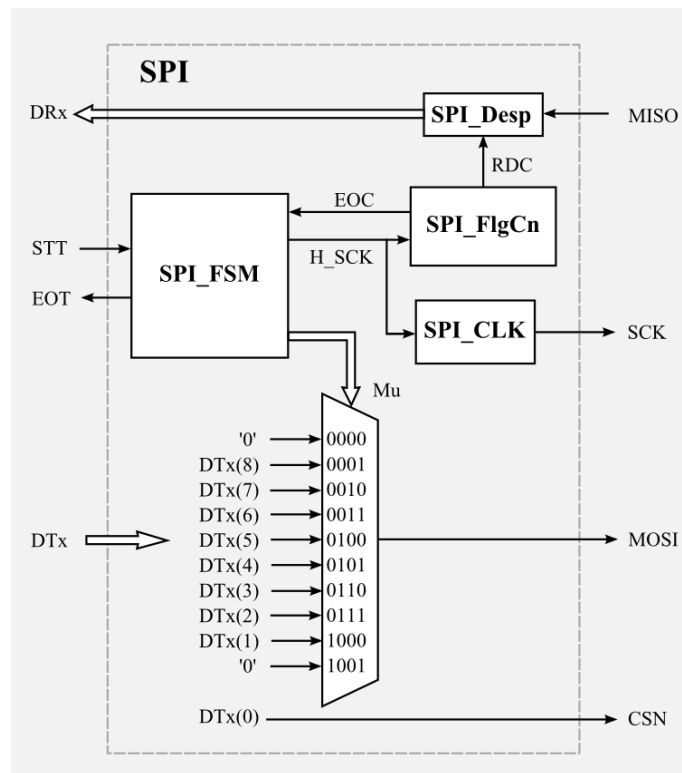 SPI
DRx
SPI_Desp
MISO
RDC
EOC
SPI_FlgCn
STT
SPI_FSM
H_SCK
EOT
SPI_CLK
SCK
Mu
'0' 0000
DTx(8) 0001
DTx(7) 0010
DTx(6) 0011
DTx DTx(5) 0100 MOSI
DTx(4) 0101
DTx(3) 0110
DTx(2) 0111
DTx(1) 1000
'0' 1001
DTx(0) CSN